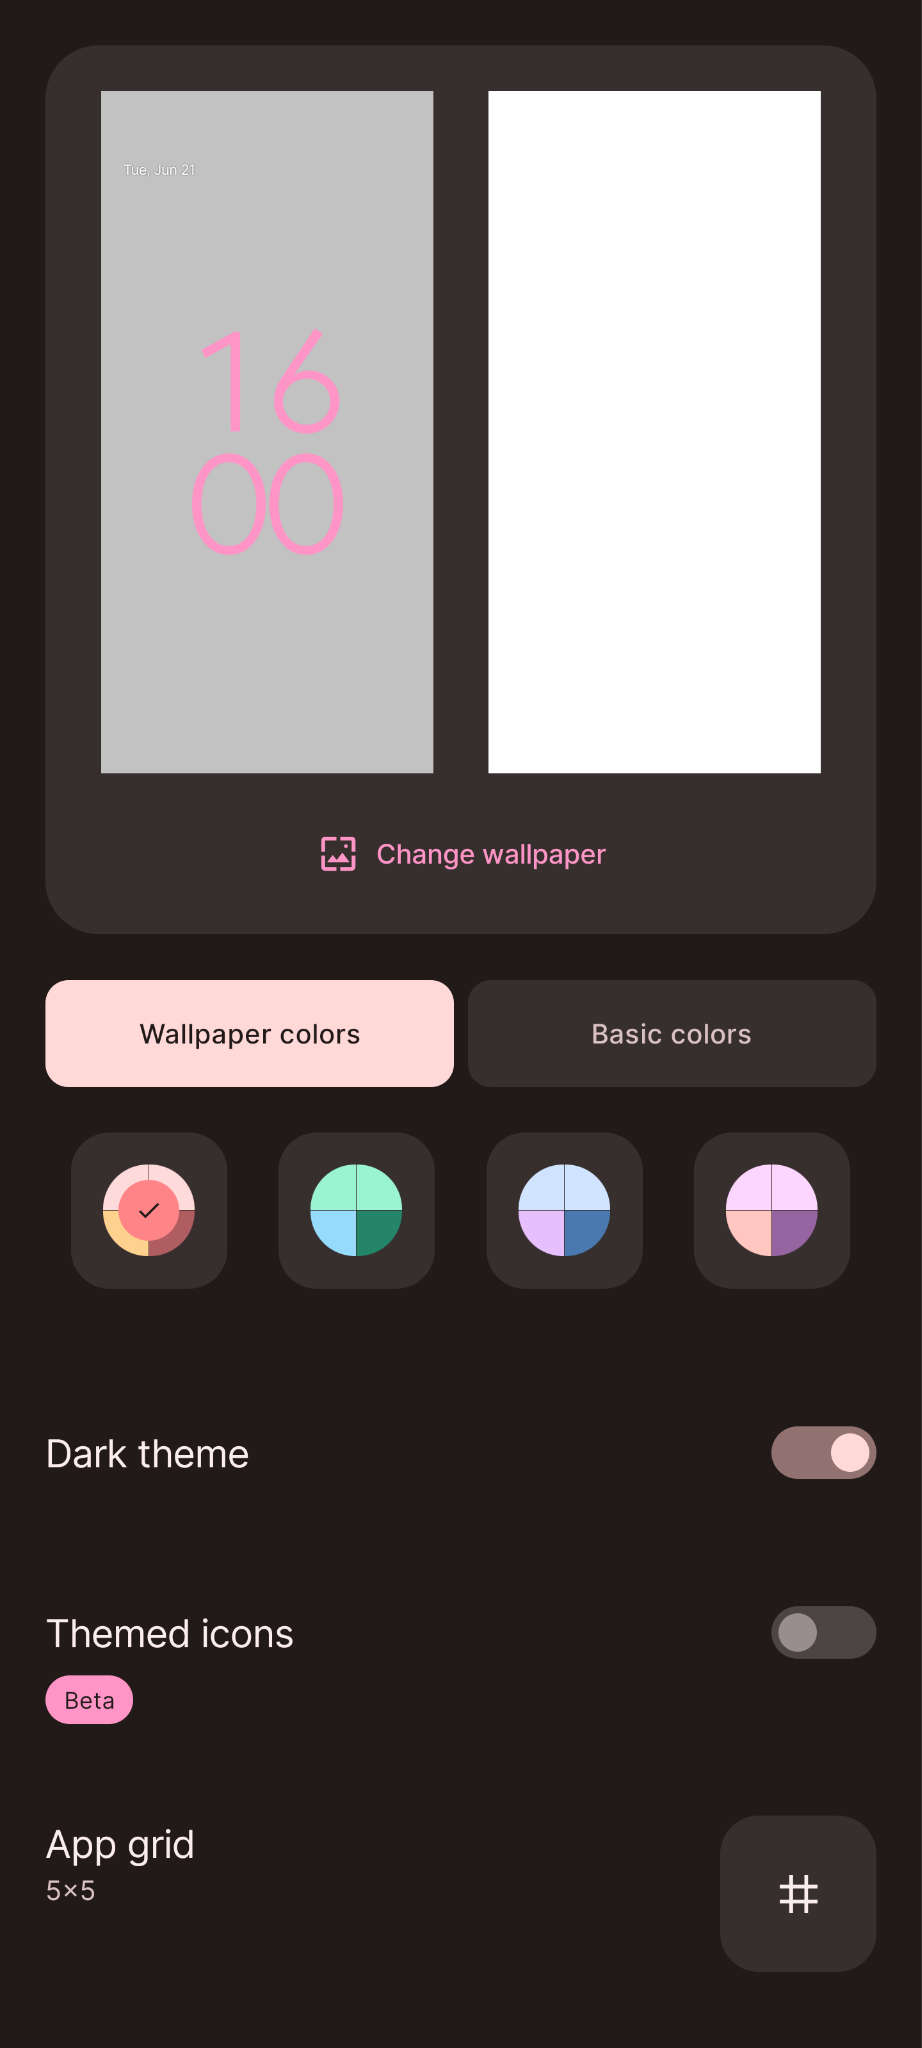 Tue, Jun 21
16
00
Change wallpaper
Wallpaper colors
Basic colors
Dark theme
Themed icons
Beta
App grid
5×5